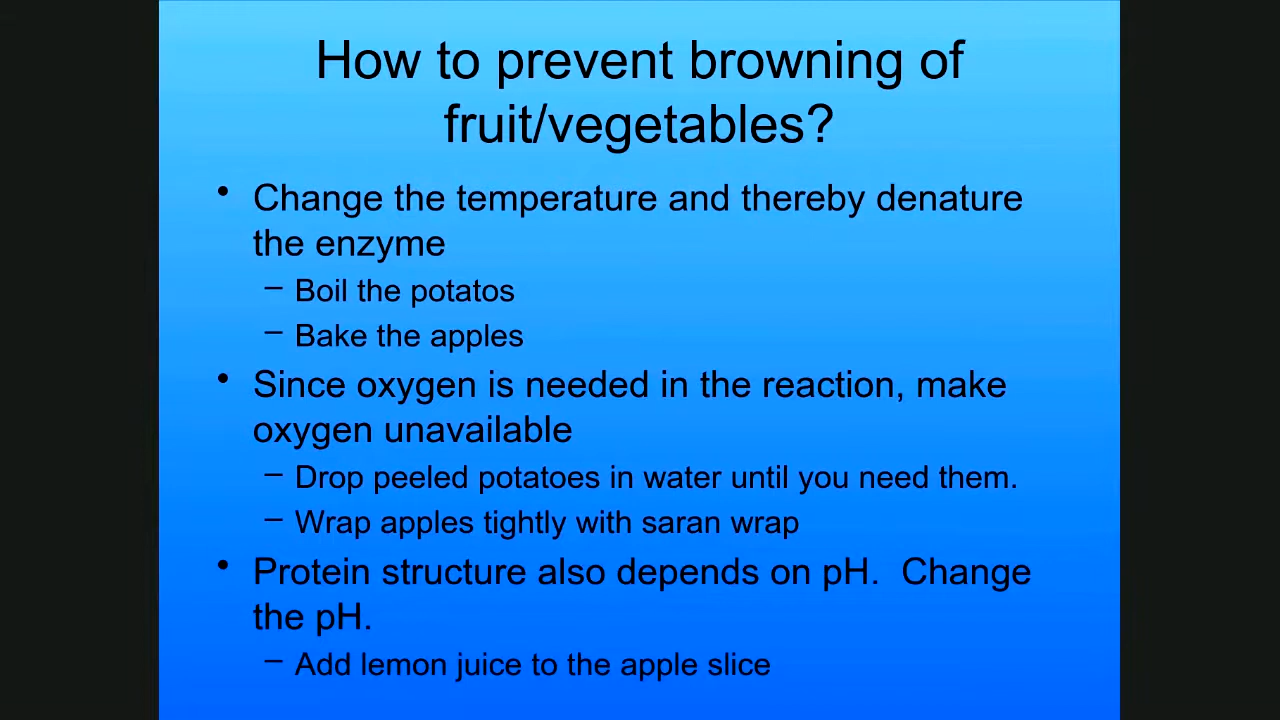 How to prevent browning of
fruit/vegetables?
• Change the temperature and thereby denature
the enzyme
– Boil the potatos
– Bake the apples
• Since oxygen is needed in the reaction, make
oxygen unavailable
– Drop peeled potatoes in water until you need them.
– Wrap apples tightly with saran wrap
• Protein structure also depends on pH.  Change
the pH.
– Add lemon juice to the apple slice